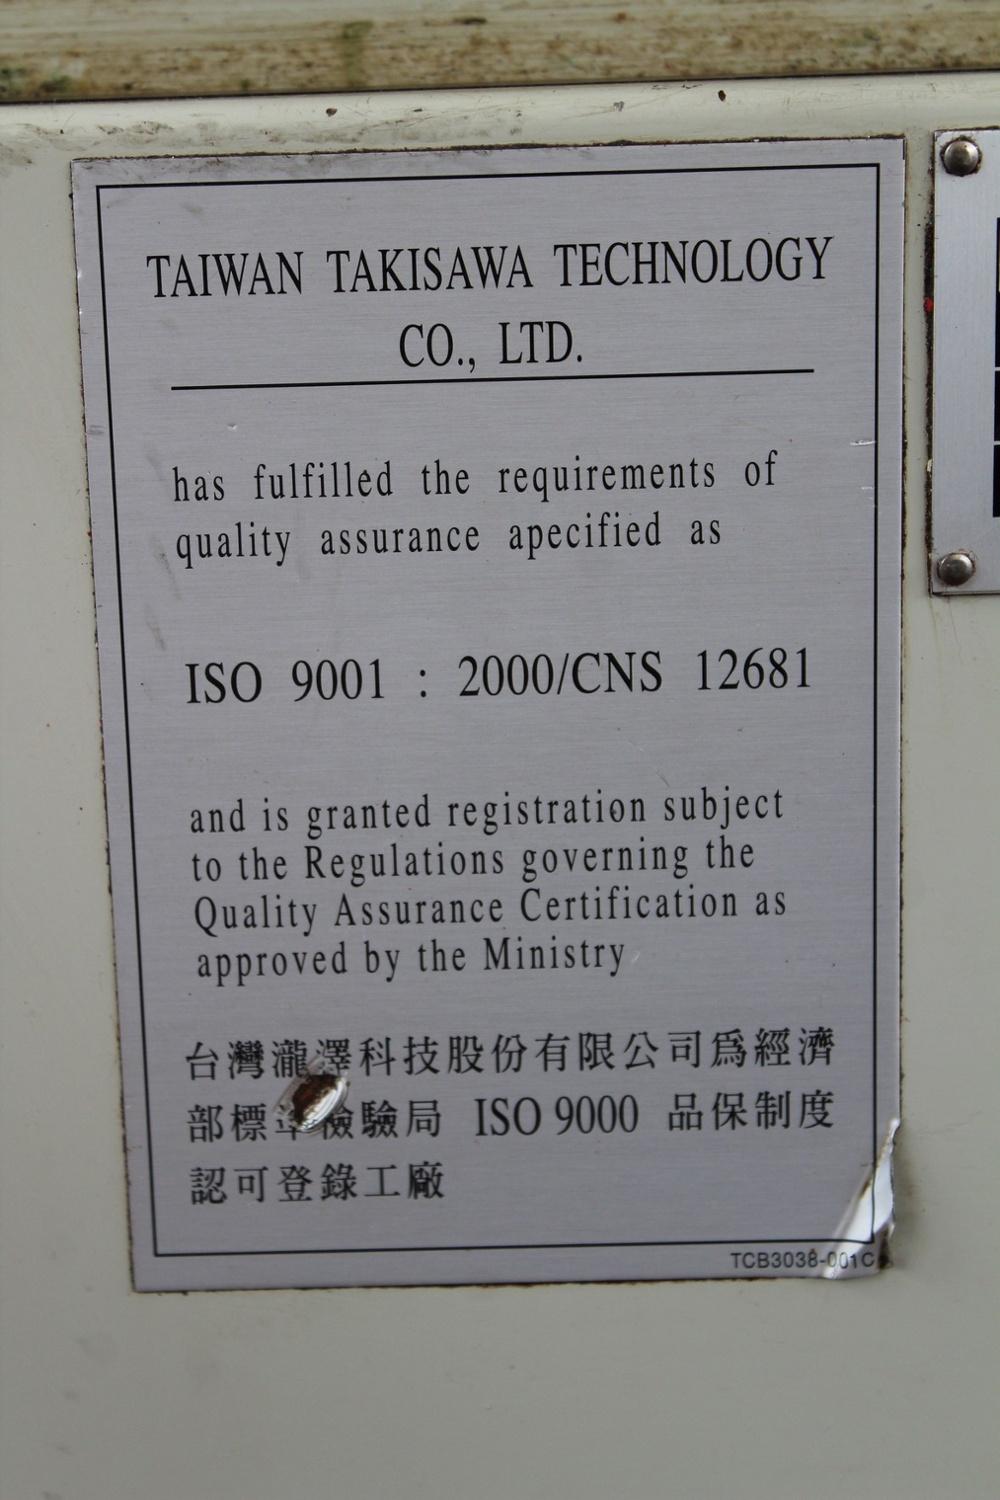 TAIWAN TAKISAWA TECHNOLOGY
CO., LTD.
has fulfilled the requirements of
quality assurance apecified as
ISO 9001 : 2000/CNS 12681
and is granted registration subject
to the Regulations governing the
Quality Assurance Certification as
approved by the Ministry
台灣瀧澤科技股份有限公司爲經濟
部標準檢驗局 ISO 9000 品保制度
認可登錄工廠
TCB3038-001C